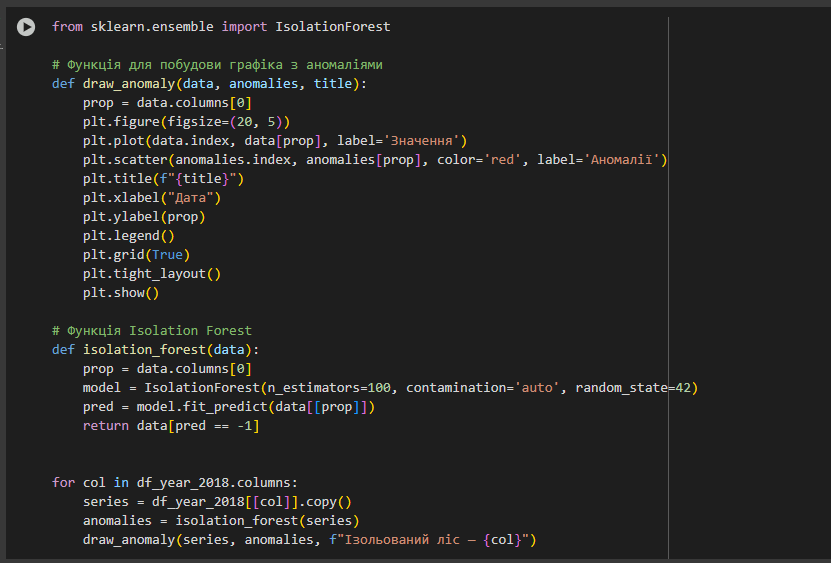 from sklearn.ensemble import IsolationForest
# Функція для побудови графіка з аномаліями
def draw_anomaly(data, anomalies, title):
    prop = data.columns[0]
    plt.figure(figsize=(20, 5))
    plt.plot(data.index, data[prop], label='Значення')
    plt.scatter(anomalies.index, anomalies[prop], color='red', label='Аномалії')
    plt.title(f"{title}")
    plt.xlabel("Дата")
    plt.ylabel(prop)
    plt.legend()
    plt.grid(True)
    plt.tight_layout()
    plt.show()
# Функція Isolation Forest
def isolation_forest(data):
    prop = data.columns[0]
    model = IsolationForest(n_estimators=100, contamination='auto', random_state=42)
    pred = model.fit_predict(data[[prop]])
    return data[pred == -1]
for col in df_year_2018.columns:
    series = df_year_2018[[col]].copy()
    anomalies = isolation_forest(series)
    draw_anomaly(series, anomalies, f"Ізольований ліс — {col}")